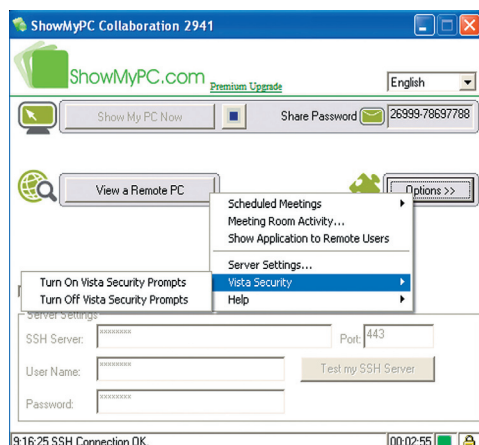 ShowMyPC Collaboration 2941
ShowMyPC.com
Premium Upgrade
English
Show My PC Now
Share Password
26999-78697788
View a Remote PC
Options >>
Scheduled Meetings
Meeting Room Activity...
Show Application to Remote Users
Server Settings...
Vista Security
Help
Turn On Vista Security Prompts
Turn Off Vista Security Prompts
Server Settings
SSH Server:
××××××××
Port:
443
User Name:
××××××××
Test my SSH Server
Password:
9:16:25 SSH Connection OK
00:02:55